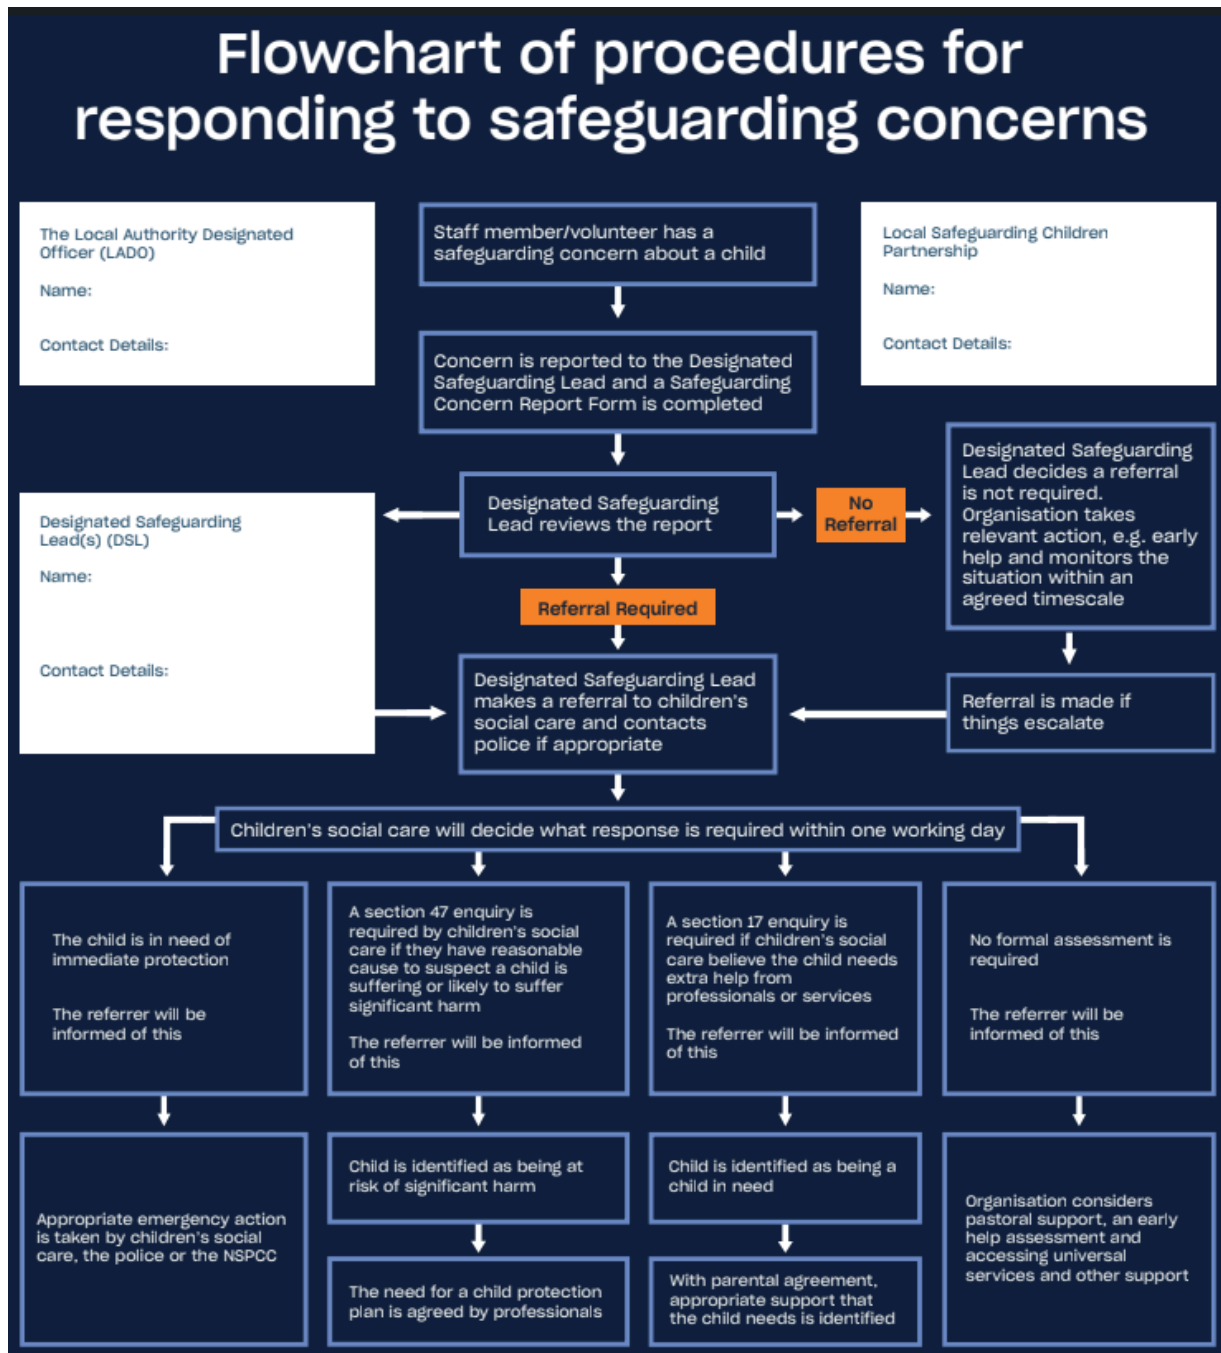 Flowchart of procedures for
responding to safeguarding concerns
The Local Authority Designated
Officer (LADO)
Name:
Contact Details:
Staff member/volunteer has a
safeguarding concern about a child
Local Safeguarding Children
Partnership
Name:
Contact Details:
Concern is reported to the Designated
Safeguarding Lead and a Safeguarding
Concern Report Form is completed
Designated Safeguarding
Lead(s) (DSL)
Name:
Contact Details:
Designated Safeguarding
Lead reviews the report
No
Referral
Designated Safeguarding
Lead decides a referral
is not required.
Organisation takes
relevant action, e.g. early
help and monitors the
situation within an
agreed timescale
Referral Required
Designated Safeguarding Lead
makes a referral to children's
social care and contacts
police if appropriate
Referral is made if
things escalate
Children's social care will decide what response is required within one working day
The child is in need of
immediate protection
The referrer will be
informed of this
A section 47 enquiry is
required by children's social
care if they have reasonable
cause to suspect a child is
suffering or likely to suffer
significant harm
The referrer will be informed
of this
A section 17 enquiry is
required if children's social
care believe the child needs
extra help from
professionals or services
The referrer will be informed
of this
No formal assessment is
required
The referrer will be
informed of this
Appropriate emergency action
is taken by children's social
care, the police or the NSPCC
Child is identified as being at
risk of significant harm
The need for a child protection
plan is agreed by professionals
Child is identified as being a
child in need
With parental agreement,
appropriate support that
the child needs is identified
Organisation considers
pastoral support, an early
help assessment and
accessing universal
services and other support